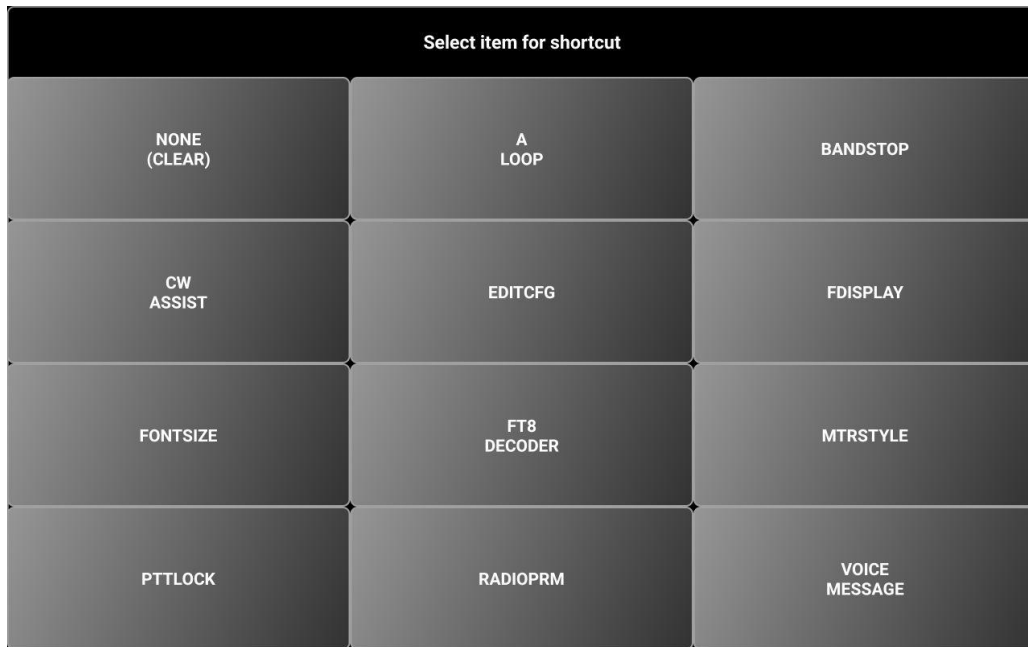 Select item for shortcut
NONE
(CLEAR)
A
LOOP
BANDSTOP
CW
ASSIST
EDITCFG
FDISPLAY
FONTSIZE
FT8
DECODER
MTRSTYLE
PTTLOCK
RADIOPRM
VOICE
MESSAGE